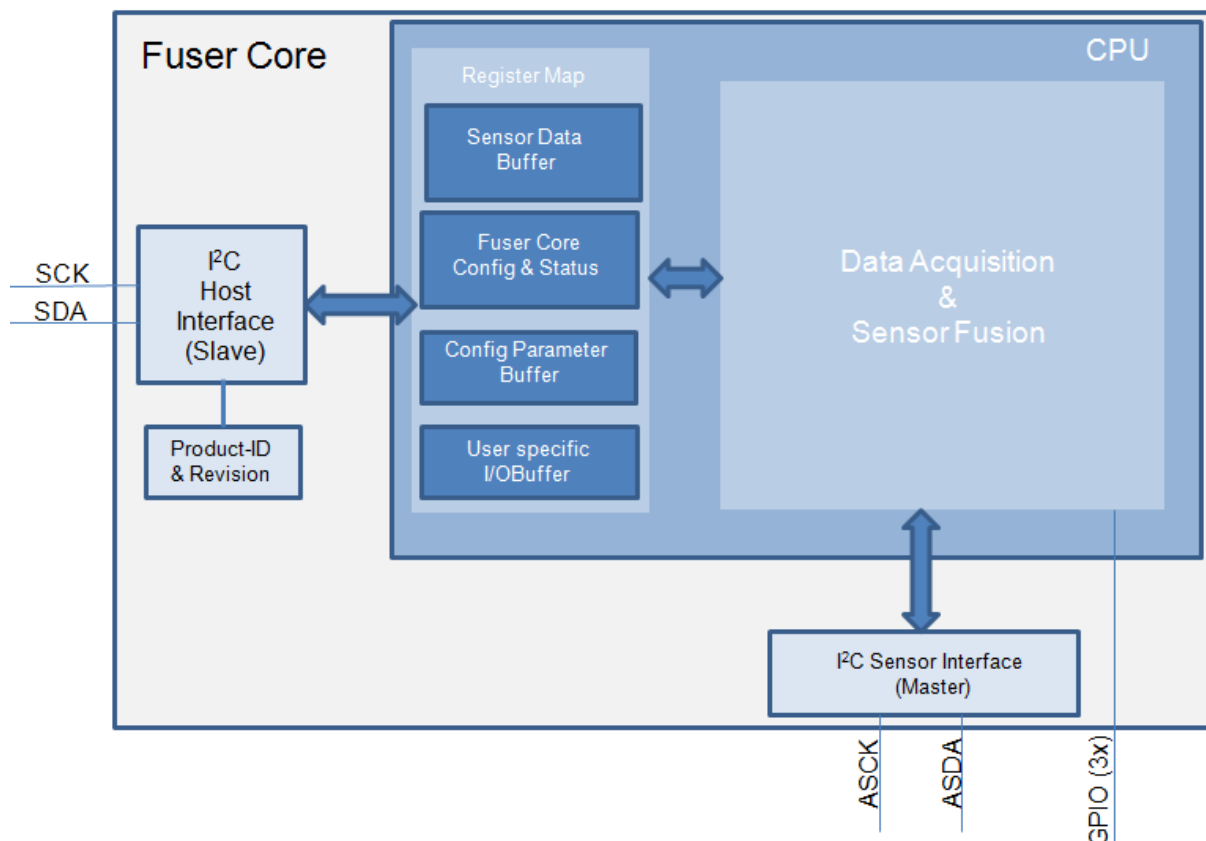 Fuser Core
CPU
Register Map
Sensor Data
Buffer
Fuser Core
Config & Status
Config Parameter
Buffer
User specific
I/OBuffer
Data Acquisition
&
Sensor Fusion
SCK
SDA
I²C
Host
Interface
(Slave)
Product-ID
& Revision
I²C Sensor Interface
(Master)
ASCK
ASDA
GPIO (3x)